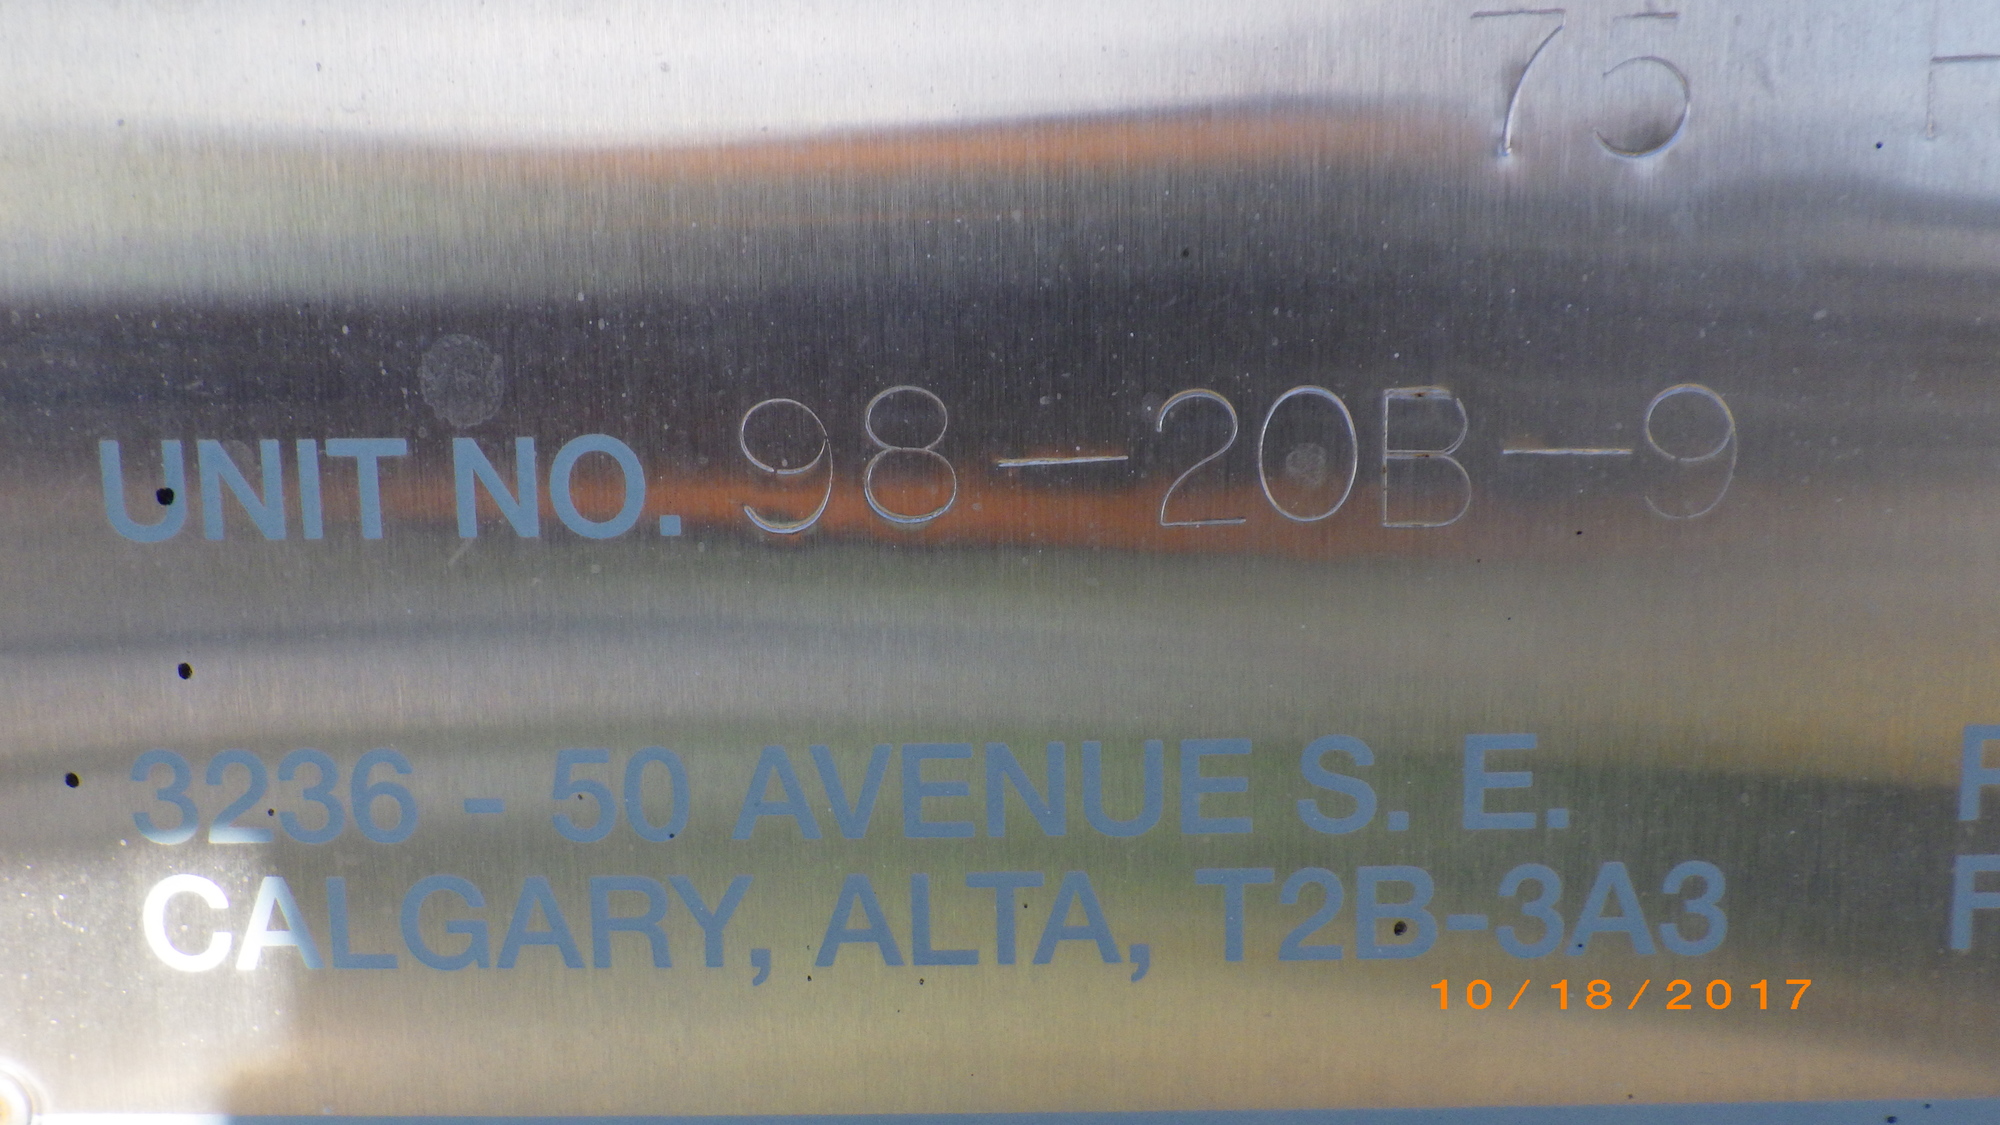 75
UNIT NO. 98-20B-9
3236 - 50 AVENUE S. E.
CALGARY, ALTA, T2B-3A3
10/18/2017